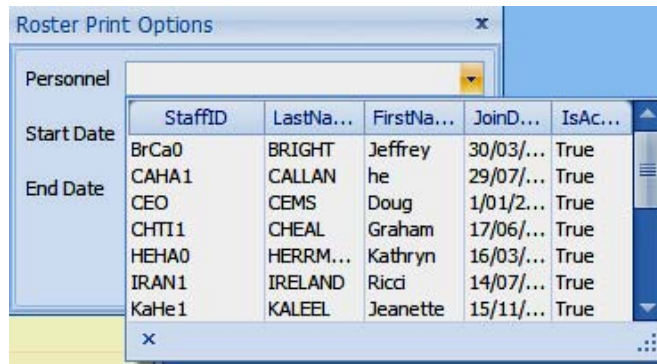 Roster Print Options x
Personnel
StaffID LastNa... FirstNa... JoinD... IsAc...
Start Date
BrCa0 BRIGHT Jeffrey 30/03/... True
CAHA1 CALLAN he 29/07/... True
End Date
CEO CEMS Doug 1/01/2... True
CHTI1 CHEAL Graham 17/06/... True
HEHA0 HERRM... Kathryn 16/03/... True
IRAN1 IRELAND Ricci 14/07/... True
KaHe1 KALEEL Jeanette 15/11/... True
x